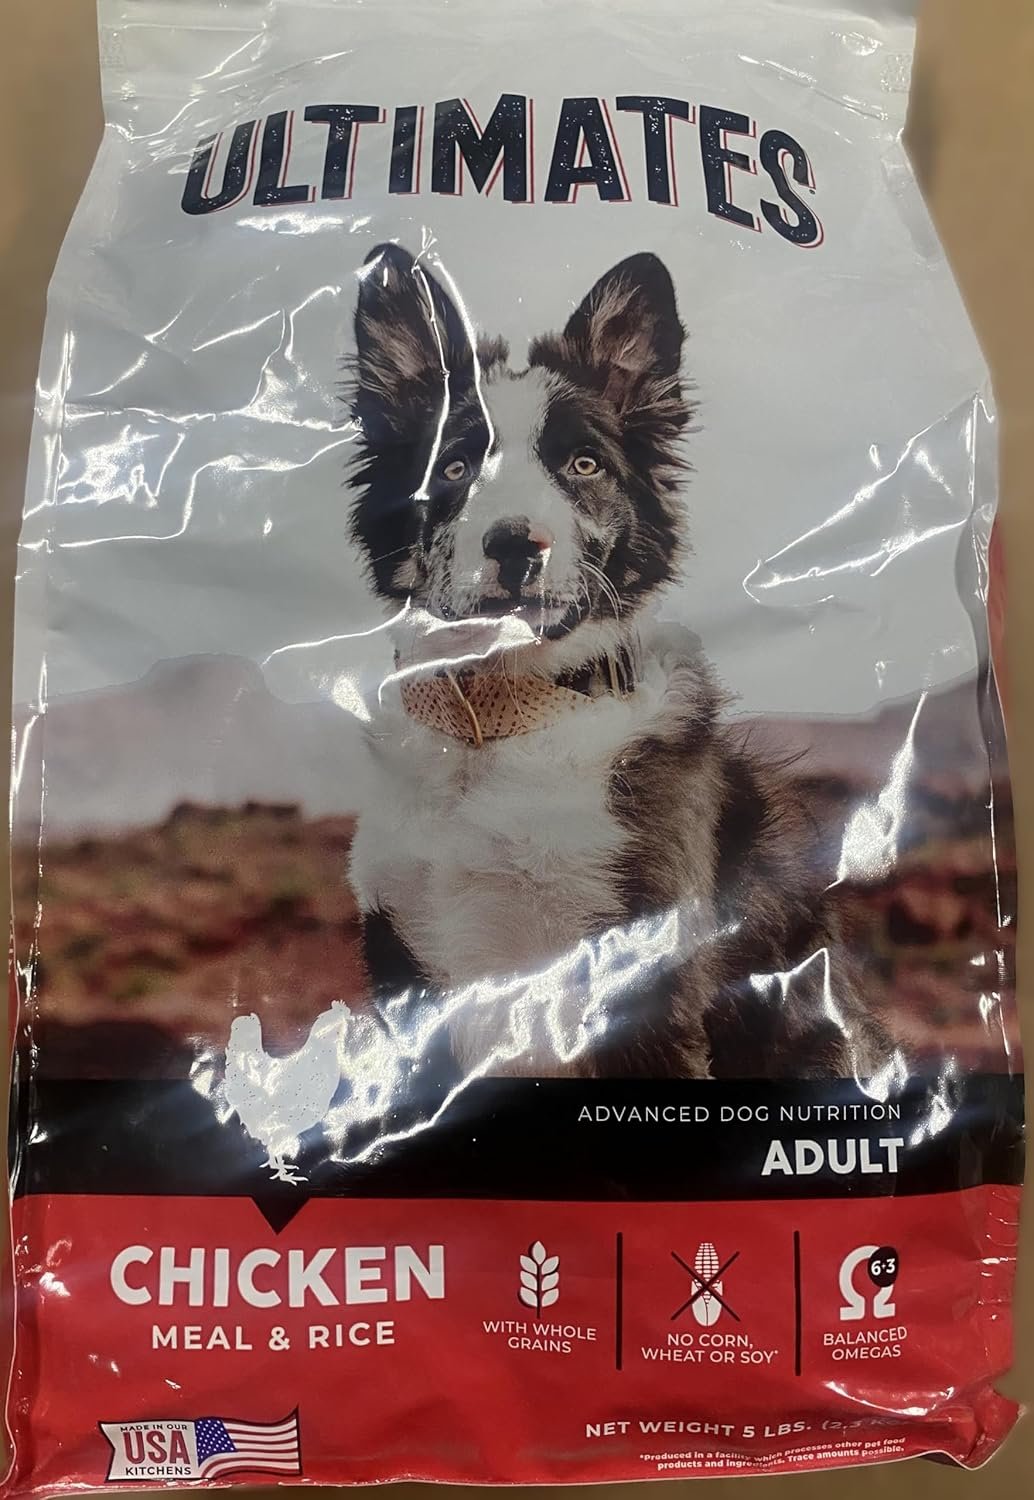 ULTIMATES
ADVANCED DOG NUTRITION
ADULT
CHICKEN
MEAL & RICE
WITH WHOLE
GRAINS
NO CORN,
WHEAT OR SOY*
6+3
BALANCED
OMEGAS
MADE IN OUR
USA
KITCHENS
NET WEIGHT 5 LBS.
*Produced in a facility which processes other pet food
products and ingredients. Trace amounts possible.